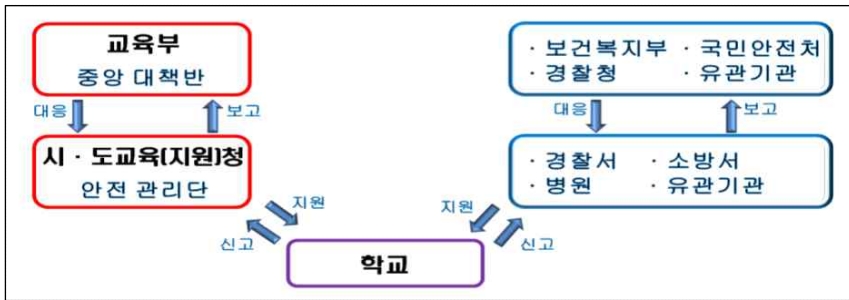 교육부
중앙 대책반
· 보건복지부 · 국민안전처
· 경찰청 · 유관기관
대응
보고
대응
보고
시 · 도교육(지원)청
안전 관리단
· 경찰서 · 소방서
· 병원 · 유관기관
지원
지원
신고
신고
학교